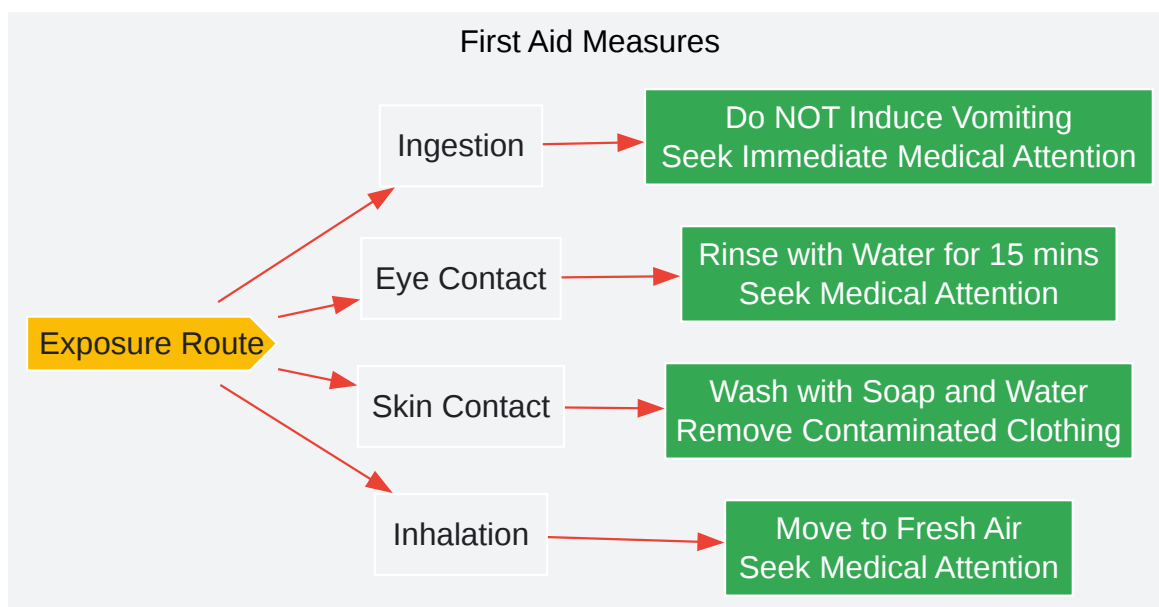 First Aid Measures
Exposure Route
Ingestion
Do NOT Induce Vomiting
Seek Immediate Medical Attention
Eye Contact
Rinse with Water for 15 mins
Seek Medical Attention
Skin Contact
Wash with Soap and Water
Remove Contaminated Clothing
Inhalation
Move to Fresh Air
Seek Medical Attention